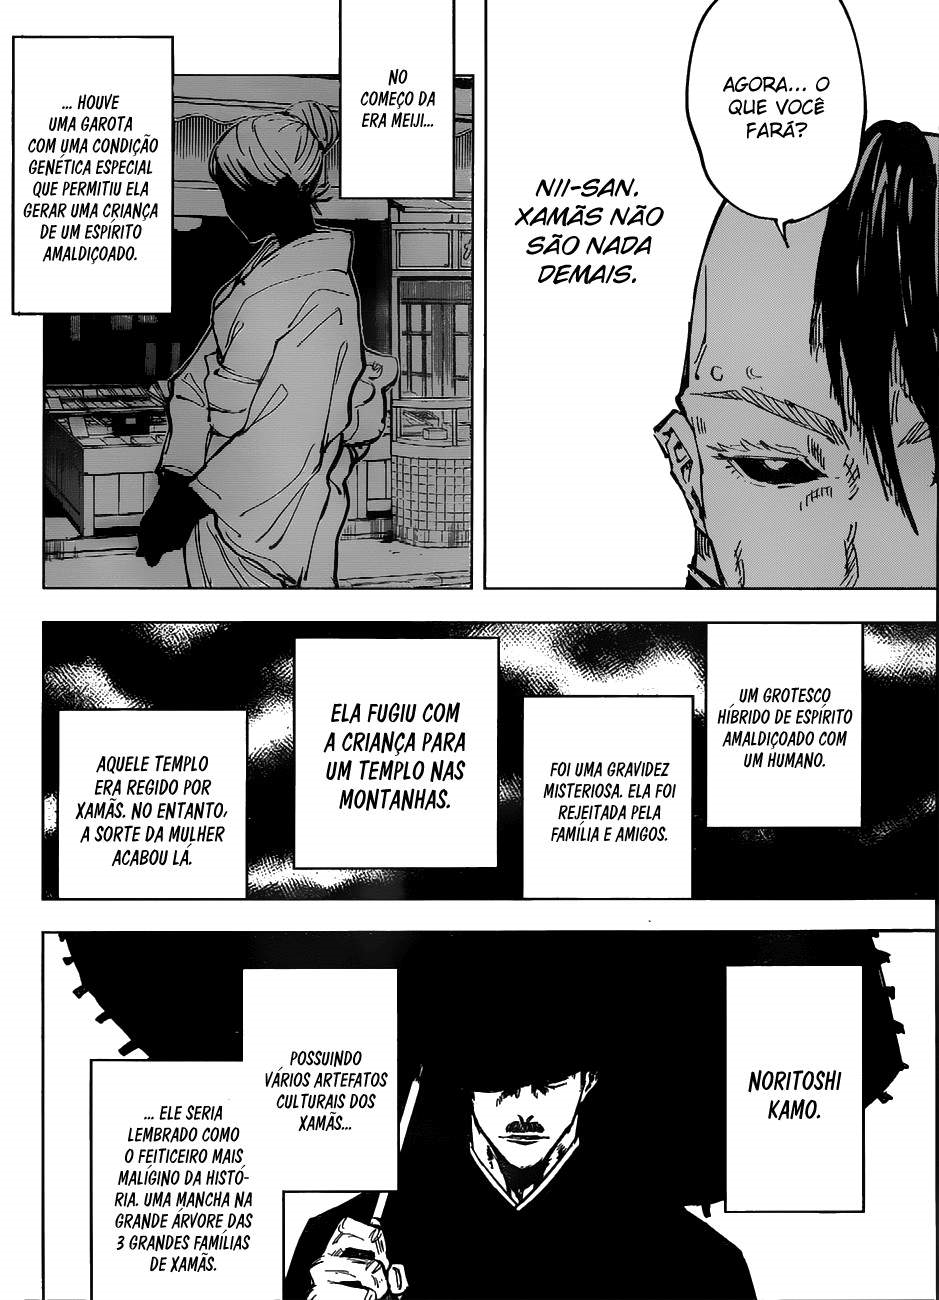 AGORA... O
QUE VOCÊ
FARÁ?
NII-SAN.
XAMÃS NÃO
SÃO NADA
DEMAIS.
NO
COMEÇO DA
ERA MEIJI...
... HOUVE
UMA GAROTA
COM UMA CONDIÇÃO
GENÉTICA ESPECIAL
QUE PERMITIU ELA
GERAR UMA CRIANÇA
DE UM ESPÍRITO
AMALDIÇOADO.
UM GROTESCO
HÍBRIDO DE ESPÍRITO
AMALDIÇOADO COM
UM HUMANO.
FOI UMA GRAVIDEZ
MISTERIOSA. ELA FOI
REJEITADA PELA
FAMÍLIA E AMIGOS.
ELA FUGIU COM
A CRIANÇA PARA
UM TEMPLO NAS
MONTANHAS.
AQUELE TEMPLO
ERA REGIDO POR
XAMÃS. NO ENTANTO,
A SORTE DA MULHER
ACABOU LÁ.
NORITOSHI
KAMO.
POSSUINDO
VÁRIOS ARTEFATOS
CULTURAIS DOS
XAMÃS...
... ELE SERIA
LEMBRADO COMO
O FEITICEIRO MAIS
MALÍGINO DA HISTÓ-
RIA. UMA MANCHA NA
GRANDE ÁRVORE DAS
3 GRANDES FAMÍLIAS
DE XAMÃS.